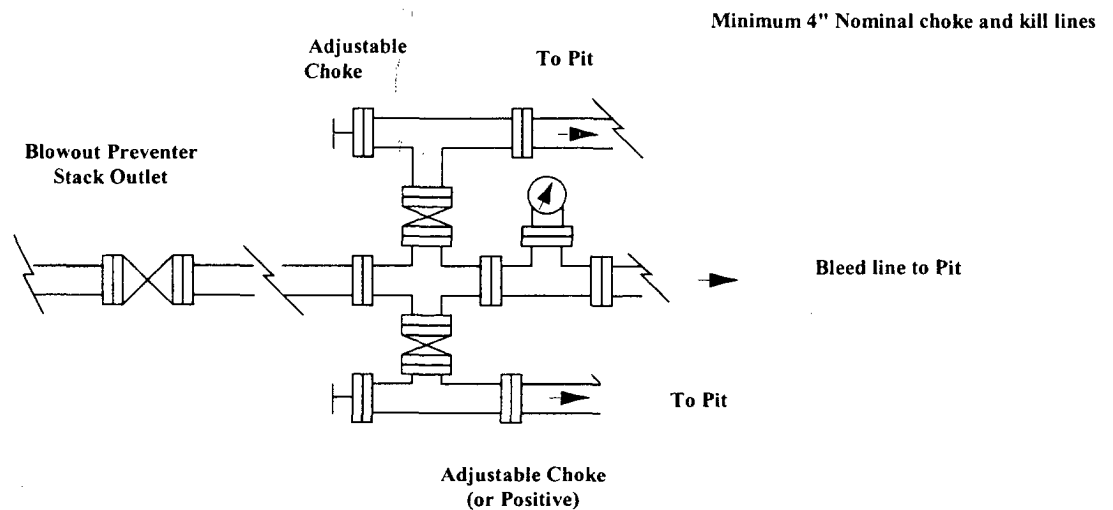 Minimum 4" Nominal choke and kill lines
Adjustable
Choke
To Pit
Blowout Preventer
Stack Outlet
Bleed line to Pit
To Pit
Adjustable Choke
(or Positive)